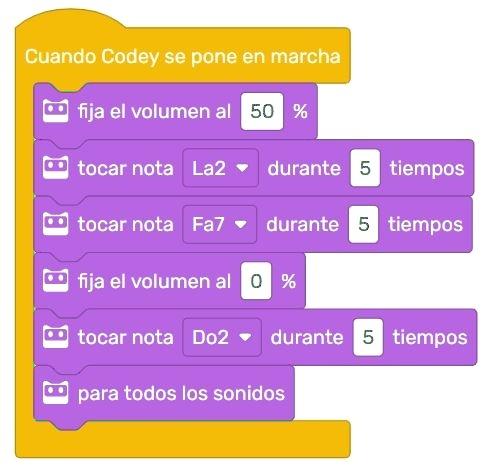 Cuando Codey se pone en marcha
fija el volumen al 50 %
tocar nota La2 durante 5 tiempos
tocar nota Fa7 durante 5 tiempos
fija el volumen al 0 %
tocar nota Do2 durante 5 tiempos
para todos los sonidos